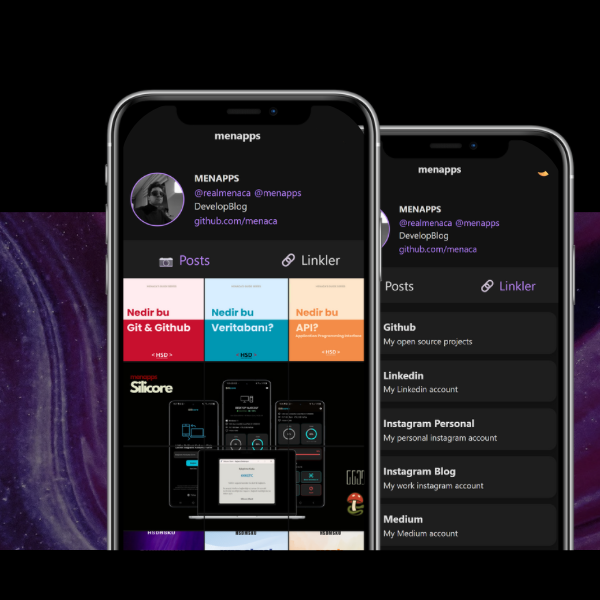 menapps
MENAPPS
@realmenaca @menapps
DevelopBlog
github.com/menaca
Posts
Linkler
Nedir bu
Git & Github
< HSD >
Nedir bu
Veritabanı?
< HSD >
Nedir bu
API?
< HSD >
menapps
Silicore
menapps
MENAPPS
@realmenaca @menapps
DevelopBlog
github.com/menaca
Posts
Linkler
Github
My open source projects
Linkedin
My Linkedin account
Instagram Personal
My personal instagram account
Instagram Blog
My work instagram account
Medium
My Medium account